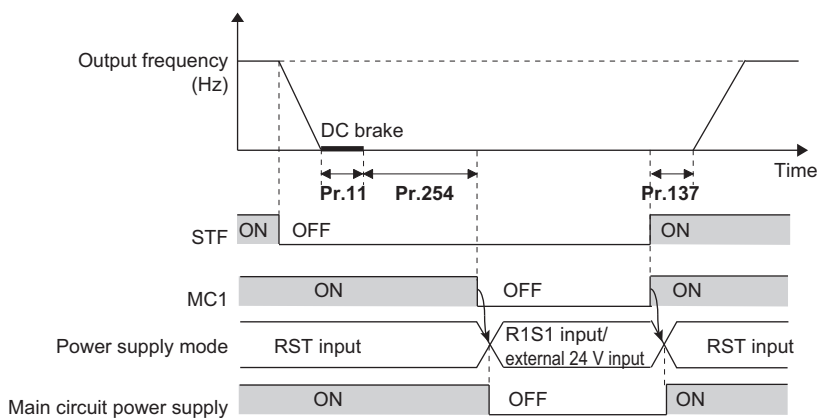 Output frequency
(Hz)
DC brake
Time
Pr.11 Pr.254 Pr.137
STF ON OFF ON
MC1 ON OFF ON
Power supply mode RST input R1S1 input/
external 24 V input RST input
Main circuit power supply ON OFF ON